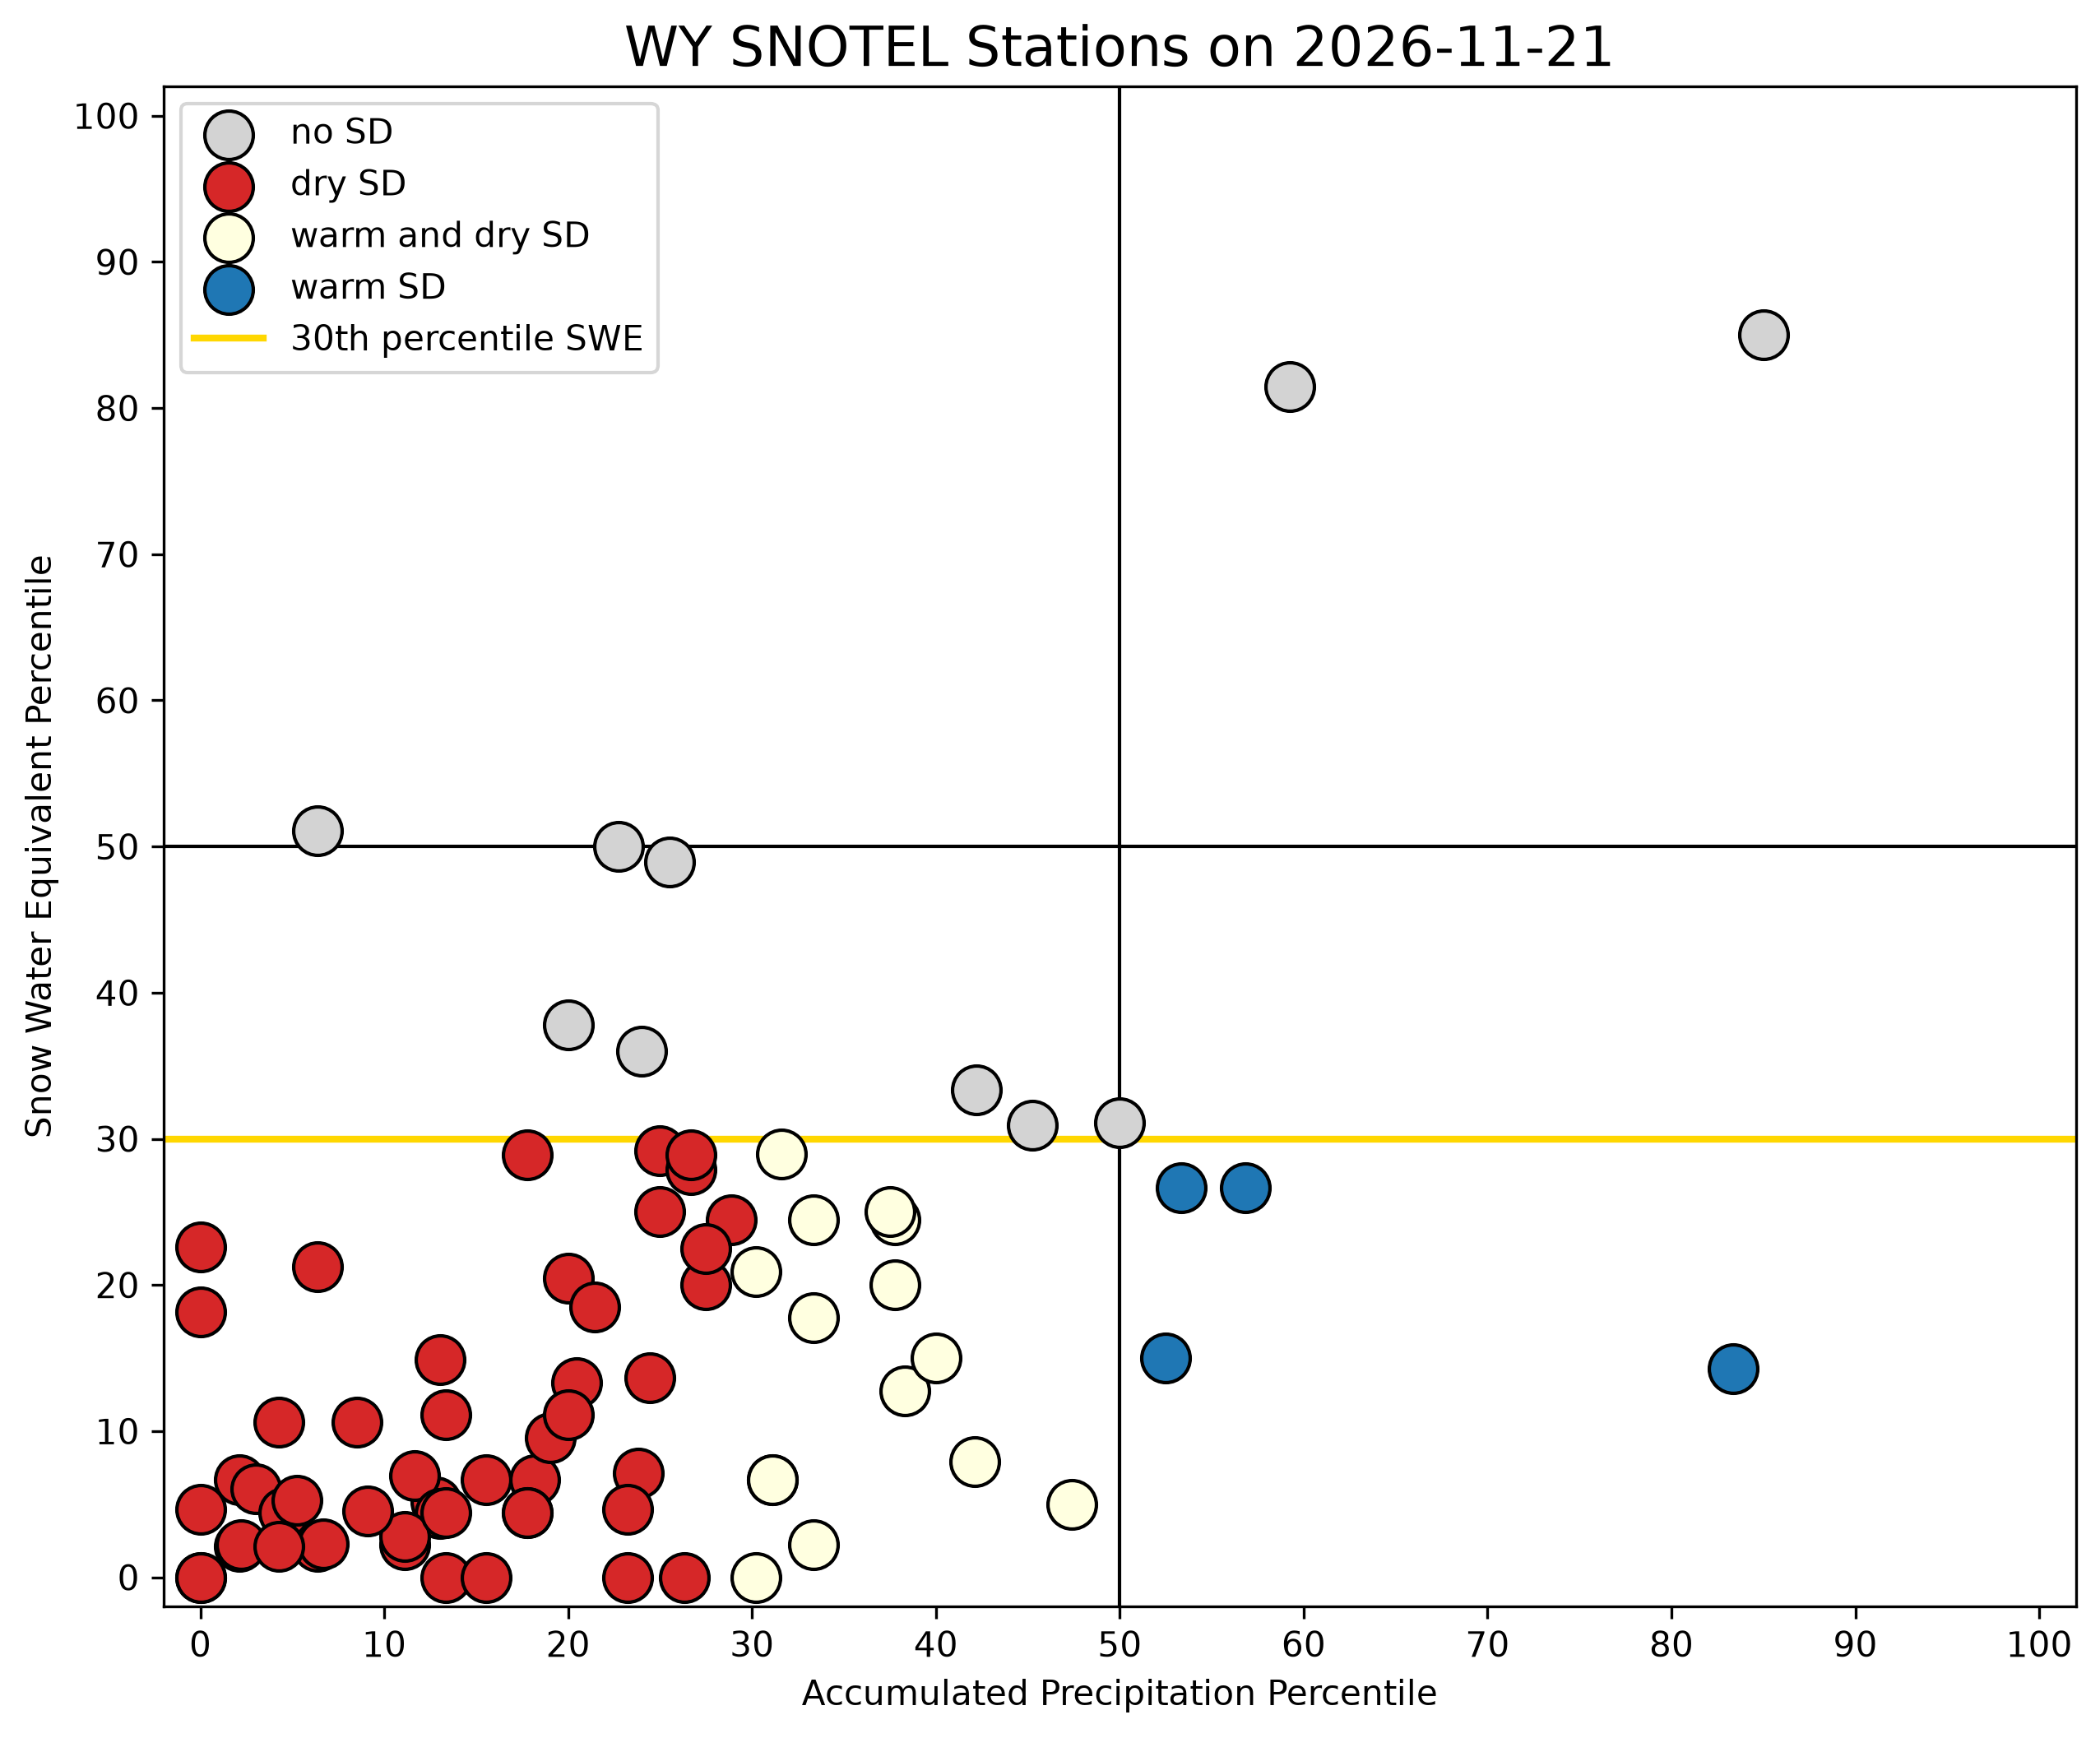 WY SNOTEL Stations on 2026-11-21
no SD
dry SD
warm and dry SD
warm SD
30th percentile SWE
100
90
80
70
60
50
40
30
20
10
0
Snow Water Equivalent Percentile
0 10 20 30 40 50 60 70 80 90 100
Accumulated Precipitation Percentile